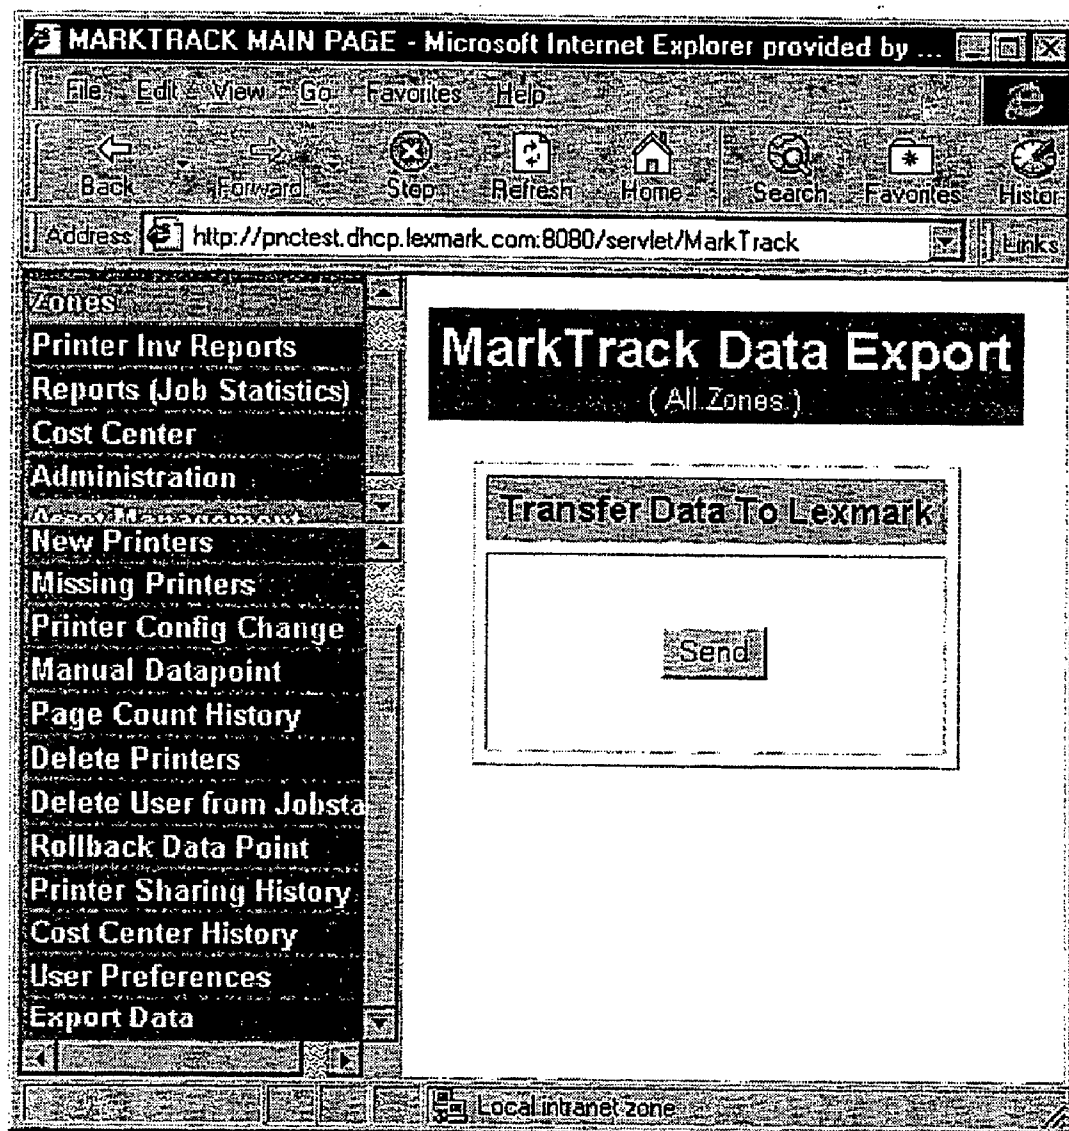 MARKTRACK MAIN PAGE - Microsoft Internet Explorer provided by ...
File Edit View Go Favorites Help
Back Forward Stop Refresh Home Search Favorites Histor
Address http://pnctest.dhcp.lexmark.com:8080/servlet/MarkTrack Links
Zones
Printer Inv Reports
Reports (Job Statistics)
Cost Center
Administration
Asset Management
New Printers
Missing Printers
Printer Config Change
Manual Datapoint
Page Count History
Delete Printers
Delete User from Jobsta
Rollback Data Point
Printer Sharing History
Cost Center History
User Preferences
Export Data
MarkTrack Data Export
( All Zones )
Transfer Data To Lexmark
Send
Local intranet zone